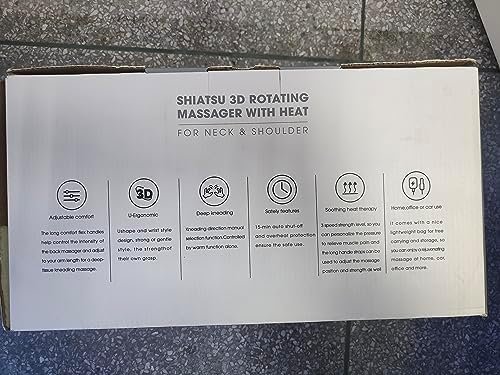 SHIATSU 3D ROTATING
MASSAGER WITH HEAT
FOR NECK & SHOULDER
3D
Adjustable comfort
The long comfort flex handles
help control the intensity of
the back massager and adjust
to your arm length for a deep-
tissue kneading massage.
U-Ergonomic
U shape and wrist style
design, strong or gentle
style, the strength of
their own grasp.
Deep kneading
Kneading direction manual
selection function. Controlled
by warm function alone.
Safety features
15-min auto shut-off
and overheat protection
ensure the safe use.
Soothing heat therapy
3 speed strength level, so you
can personalize the pressure
to relieve muscle pain and
the long handle straps can be
used to adjust the massage
position and strength as well
Home,office or car use
It comes with a nice
lightweight bag for free
carrying and storage, so
you can enjoy a rejuvenating
massage at home, car,
office and more.